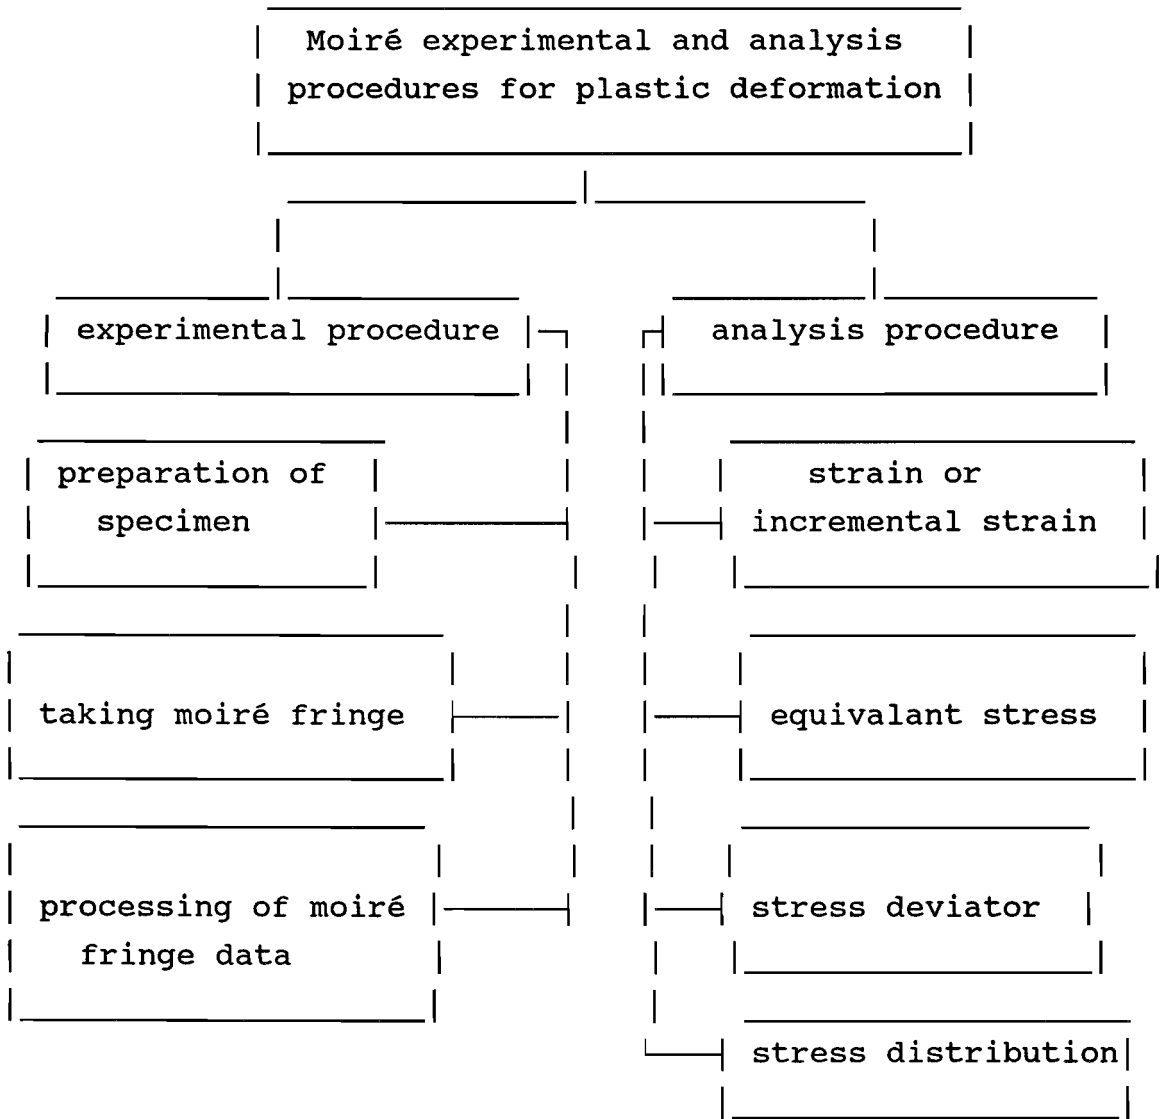 Moiré experimental and analysis
procedures for plastic deformation
experimental procedure
analysis procedure
preparation of
specimen
strain or
incremental strain
taking moiré fringe
equivalant stress
processing of moiré
fringe data
stress deviator
stress distribution